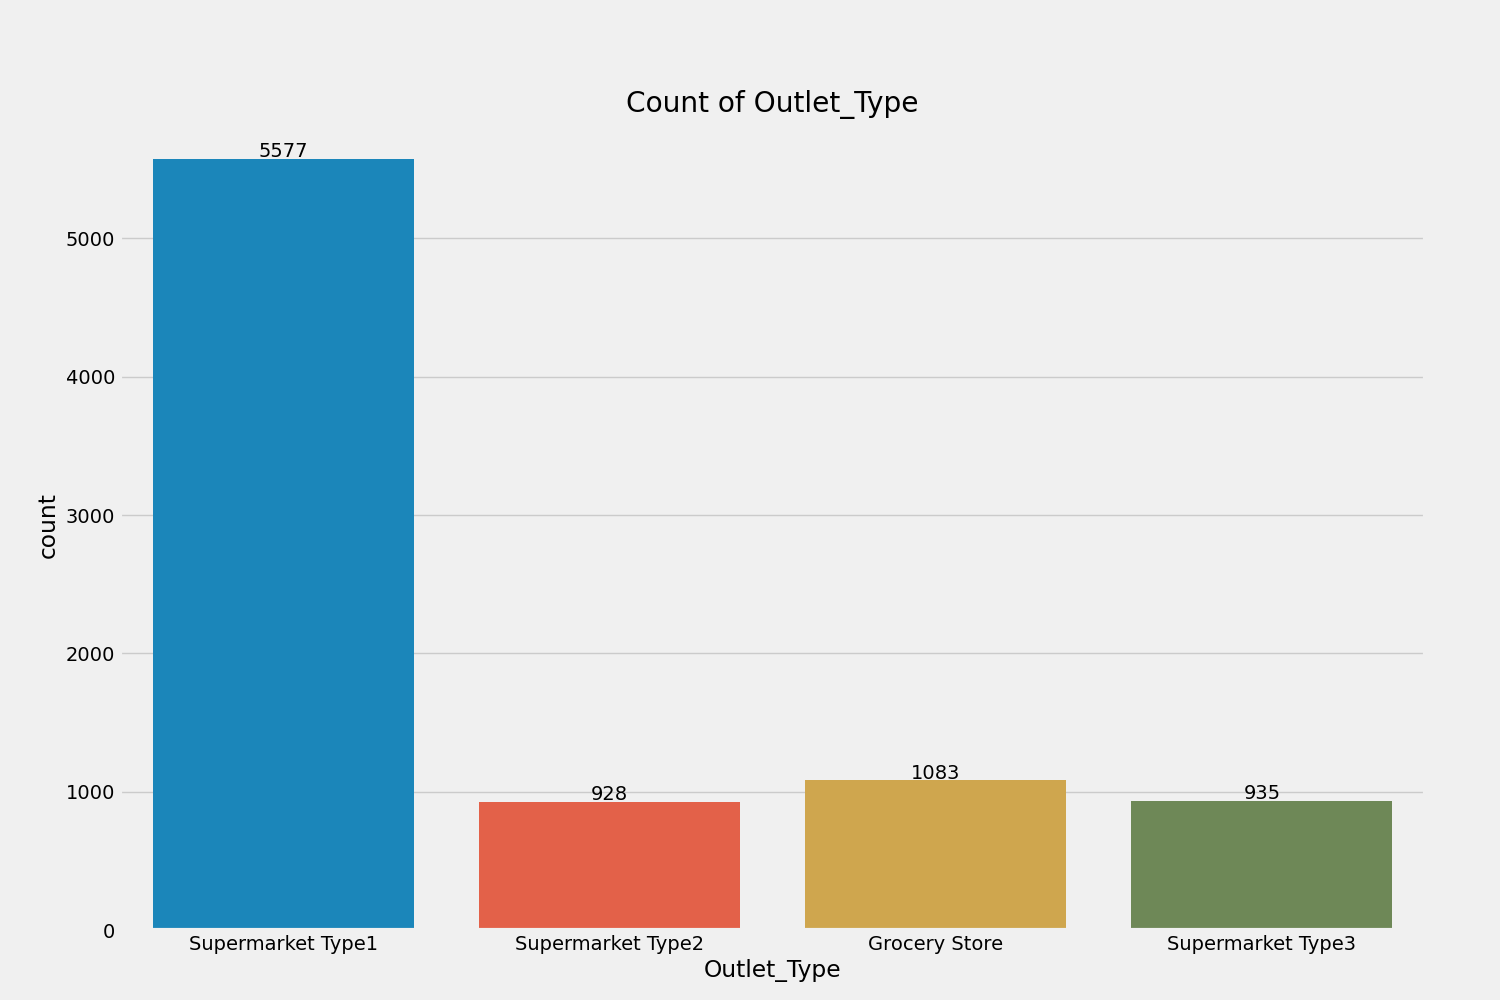 Count of Outlet_Type
5577
5000
4000
3000
2000
1000
0
count
928
1083
935
Supermarket Type1
Supermarket Type2
Grocery Store
Supermarket Type3
Outlet_Type